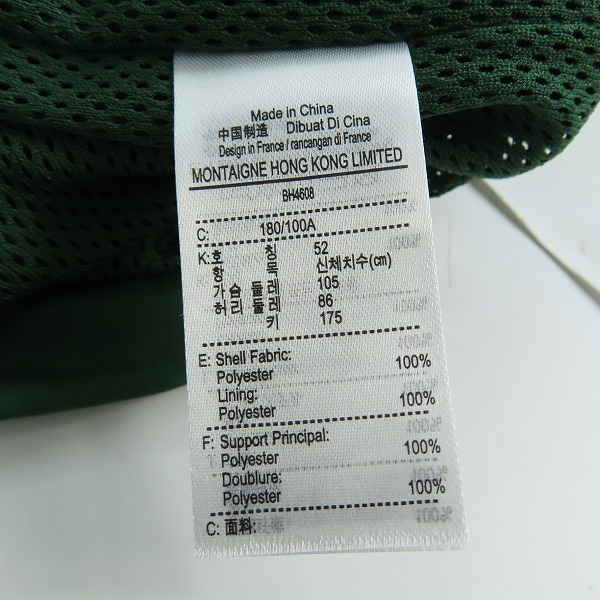 Made in China
中国制造 Dibuat Di Cina
Design in France / rancangan di France
MONTAIGNE HONG KONG LIMITED
BH4608
C: 180/100A
K: 호 칭 52
항 목 신체치수(cm)
가슴 둘레 105
허리 둘레 86
키 175
E: Shell Fabric:
Polyester 100%
Lining:
Polyester 100%
F: Support Principal:
Polyester 100%
Doublure:
Polyester 100%
C: 面料: